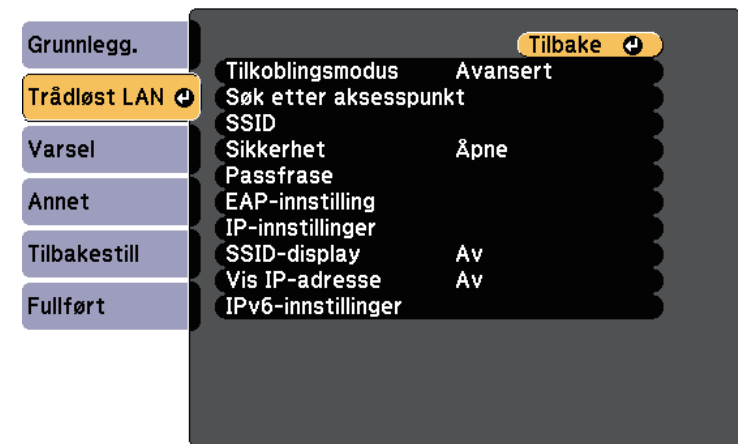 Grunnlegg.
Trådløst LAN
Varsel
Annet
Tilbakestill
Fullført
Tilbake
Tilkoblingsmodus Avansert
Søk etter aksesspunkt
SSID
Sikkerhet Åpne
Passfrase
EAP-innstilling
IP-innstillinger
SSID-display Av
Vis IP-adresse Av
IPv6-innstillinger